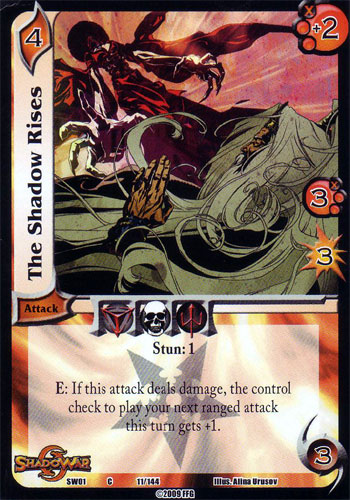 4
+2
The Shadow Rises
3
3
Attack
Stun: 1
E: If this attack deals damage, the control
check to play your next ranged attack
this turn gets +1.
SHADOWAR
3
SW01 C 11/144 Illus. Alina Urusov
©2009 FFG